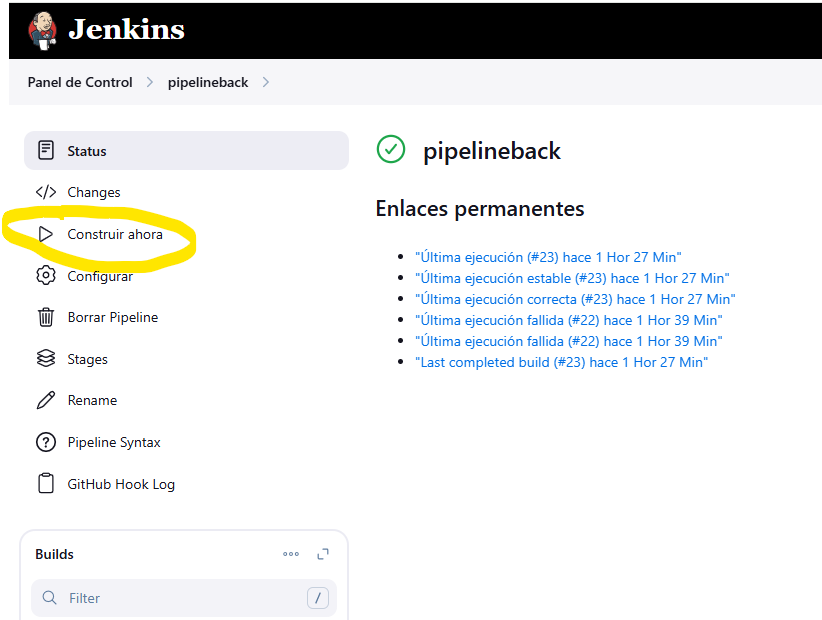 Jenkins
Panel de Control > pipelineback >
Status
Changes
Construir ahora
Configurar
Borrar Pipeline
Stages
Rename
Pipeline Syntax
GitHub Hook Log
Builds
Filter /
pipelineback
Enlaces permanentes
"Última ejecución (#23) hace 1 Hor 27 Min"
"Última ejecución estable (#23) hace 1 Hor 27 Min"
"Última ejecución correcta (#23) hace 1 Hor 27 Min"
"Última ejecución fallida (#22) hace 1 Hor 39 Min"
"Última ejecución fallida (#22) hace 1 Hor 39 Min"
"Last completed build (#23) hace 1 Hor 27 Min"